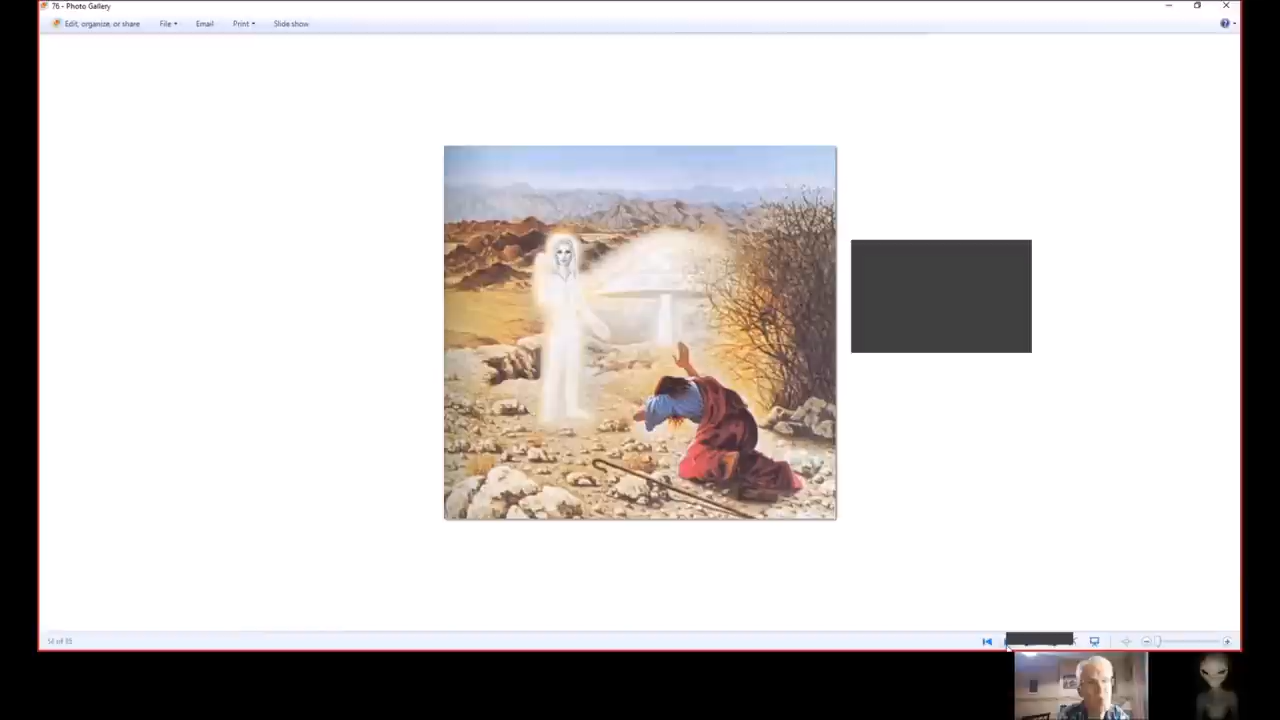 76 - Photo Gallery
Edit, organize, or share File Email Print Slide show